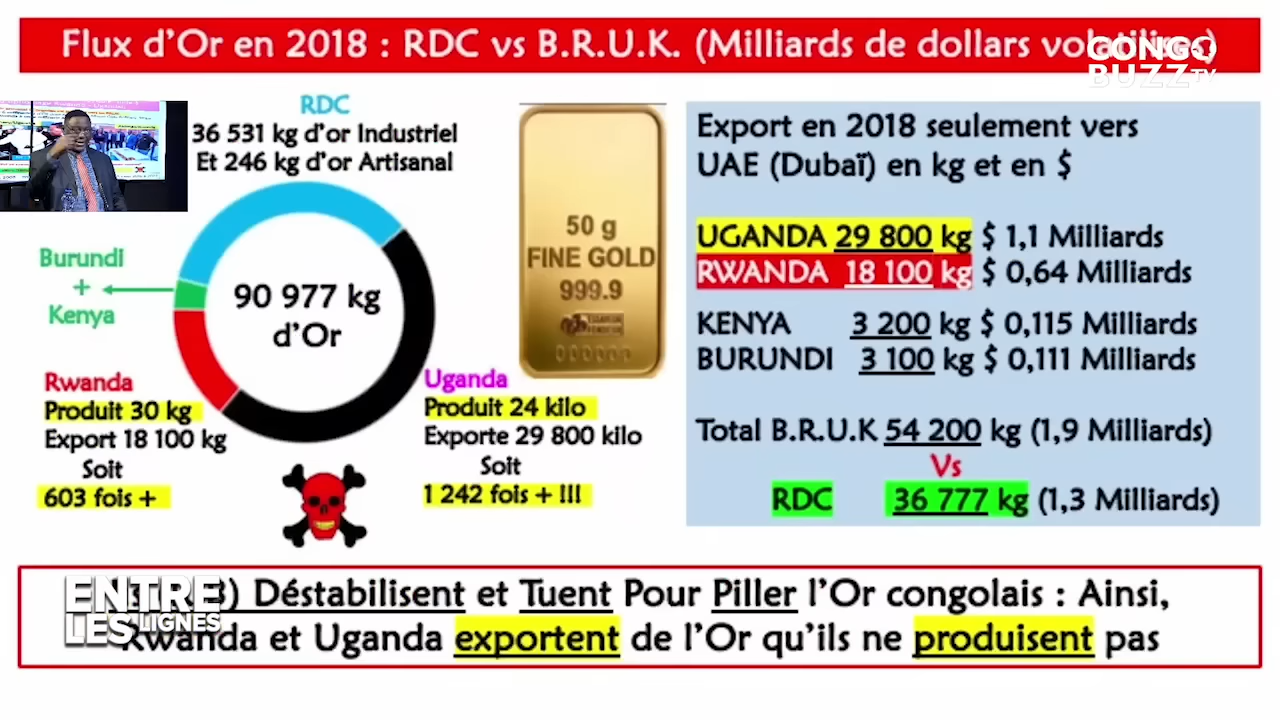 Flux d'Or en 2018 : RDC vs B.R.U.K. (Milliards de dollars
CONGO
BUZZ TV
RDC
36 531 kg d'or Industriel
Et 246 kg d'or Artisanal
Burundi
+
Kenya
90 977 kg
d'Or
Rwanda
Produit 30 kg
Export 18 100 kg
Soit
603 fois +
Uganda
Produit 24 kilo
Exporte 29 800 kilo
Soit
1 242 fois + !!!
50 g
FINE GOLD
999.9
Export en 2018 seulement vers
UAE (Dubaï) en kg et en $
UGANDA 29 800 kg $ 1,1 Milliards
RWANDA 18 100 kg $ 0,64 Milliards
KENYA 3 200 kg $ 0,115 Milliards
BURUNDI 3 100 kg $ 0,111 Milliards
Total B.R.U.K 54 200 kg (1,9 Milliards)
Vs
RDC 36 777 kg (1,3 Milliards)
Déstabilisent et Tuent Pour Piller l'Or congolais : Ainsi,
Rwanda et Uganda exportent de l'Or qu'ils ne produisent pas
ENTRE
LES LIGNES